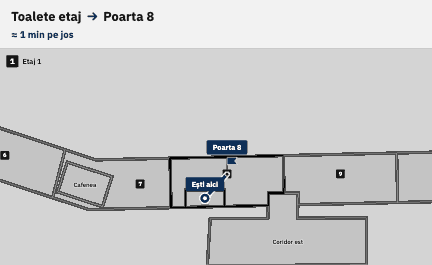 Toalete etaj → Poarta 8
≈ 1 min pe jos
1 Etaj 1
Poarta 8
6
Cafenea
7
Ești aici
9
Coridor est